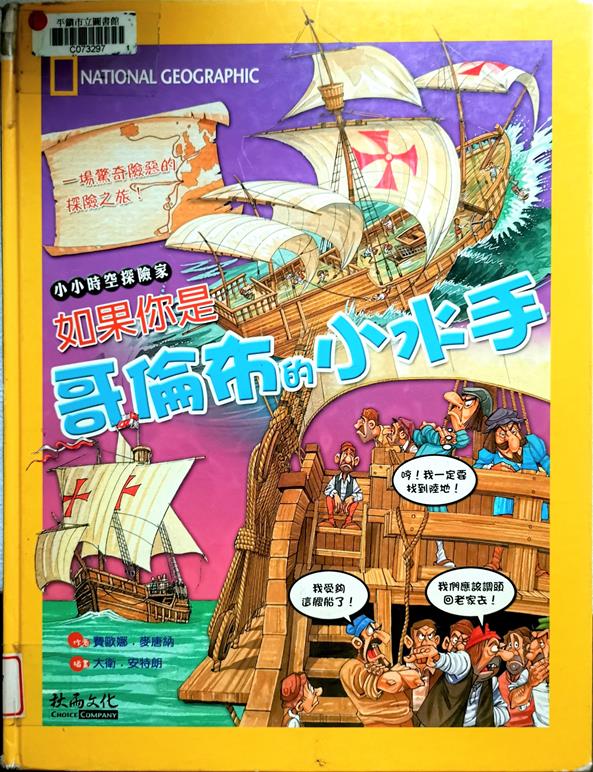 平鎮市立圖書館
C073297
NATIONAL GEOGRAPHIC
一場驚奇險惡的
探險之旅！
小小時空探險家
如果你是
哥倫布的小水手
哼！我一定要
找到陸地！
我受夠
這個船了！
我們應該調頭
回老家去！
作者 費歐娜．麥唐納
繪者 大衛．安特朗
秋雨文化
CHOICE COMPANY